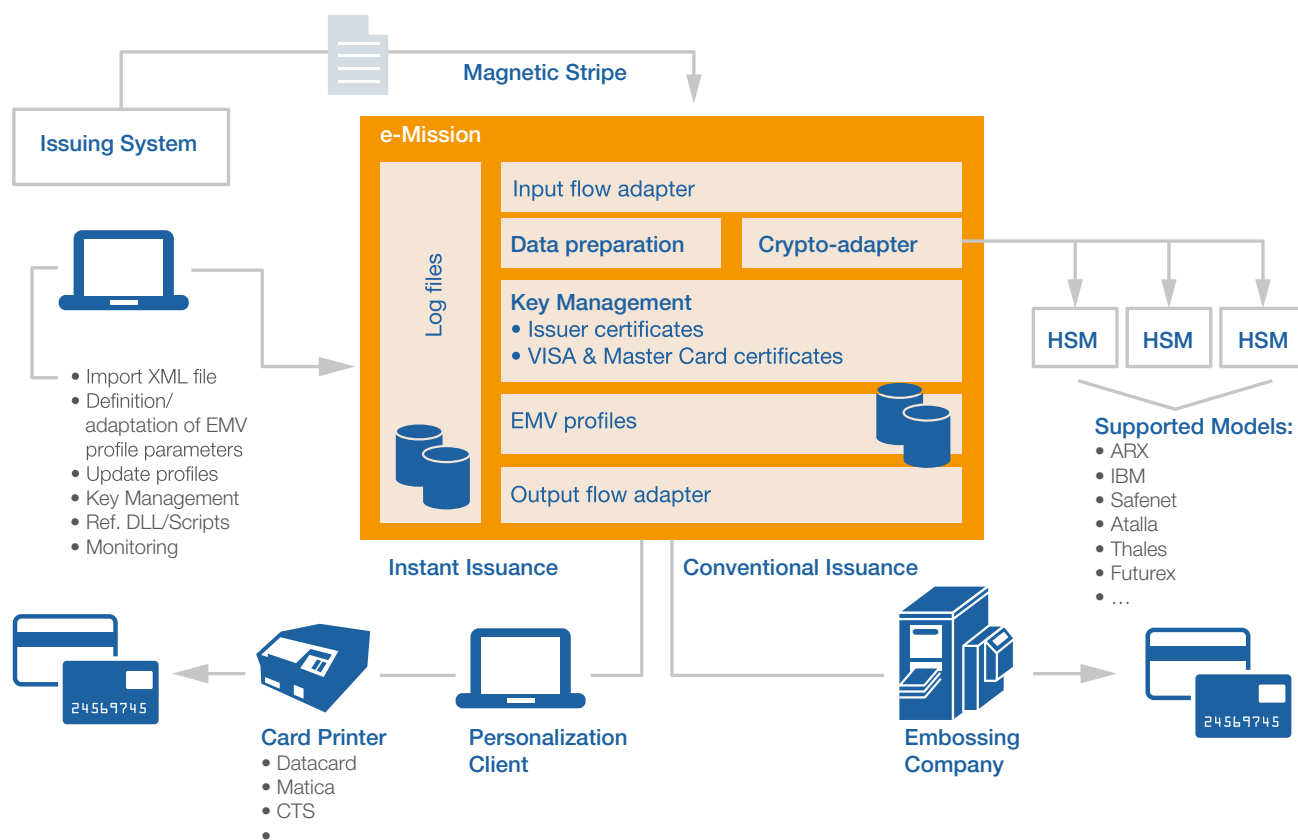 Magnetic Stripe
Issuing System
e-Mission
Log files
Input flow adapter
Data preparation
Crypto-adapter
Key Management
• Issuer certificates
• VISA & Master Card certificates
EMV profiles
Output flow adapter
HSM
HSM
HSM
Supported Models:
• ARX
• IBM
• Safenet
• Atalla
• Thales
• Futurex
• …
• Import XML file
• Definition/
adaptation of EMV
profile parameters
• Update profiles
• Key Management
• Ref. DLL/Scripts
• Monitoring
Instant Issuance
Conventional Issuance
24569745
Card Printer
• Datacard
• Matica
• CTS
•
Personalization
Client
Embossing
Company
24569745